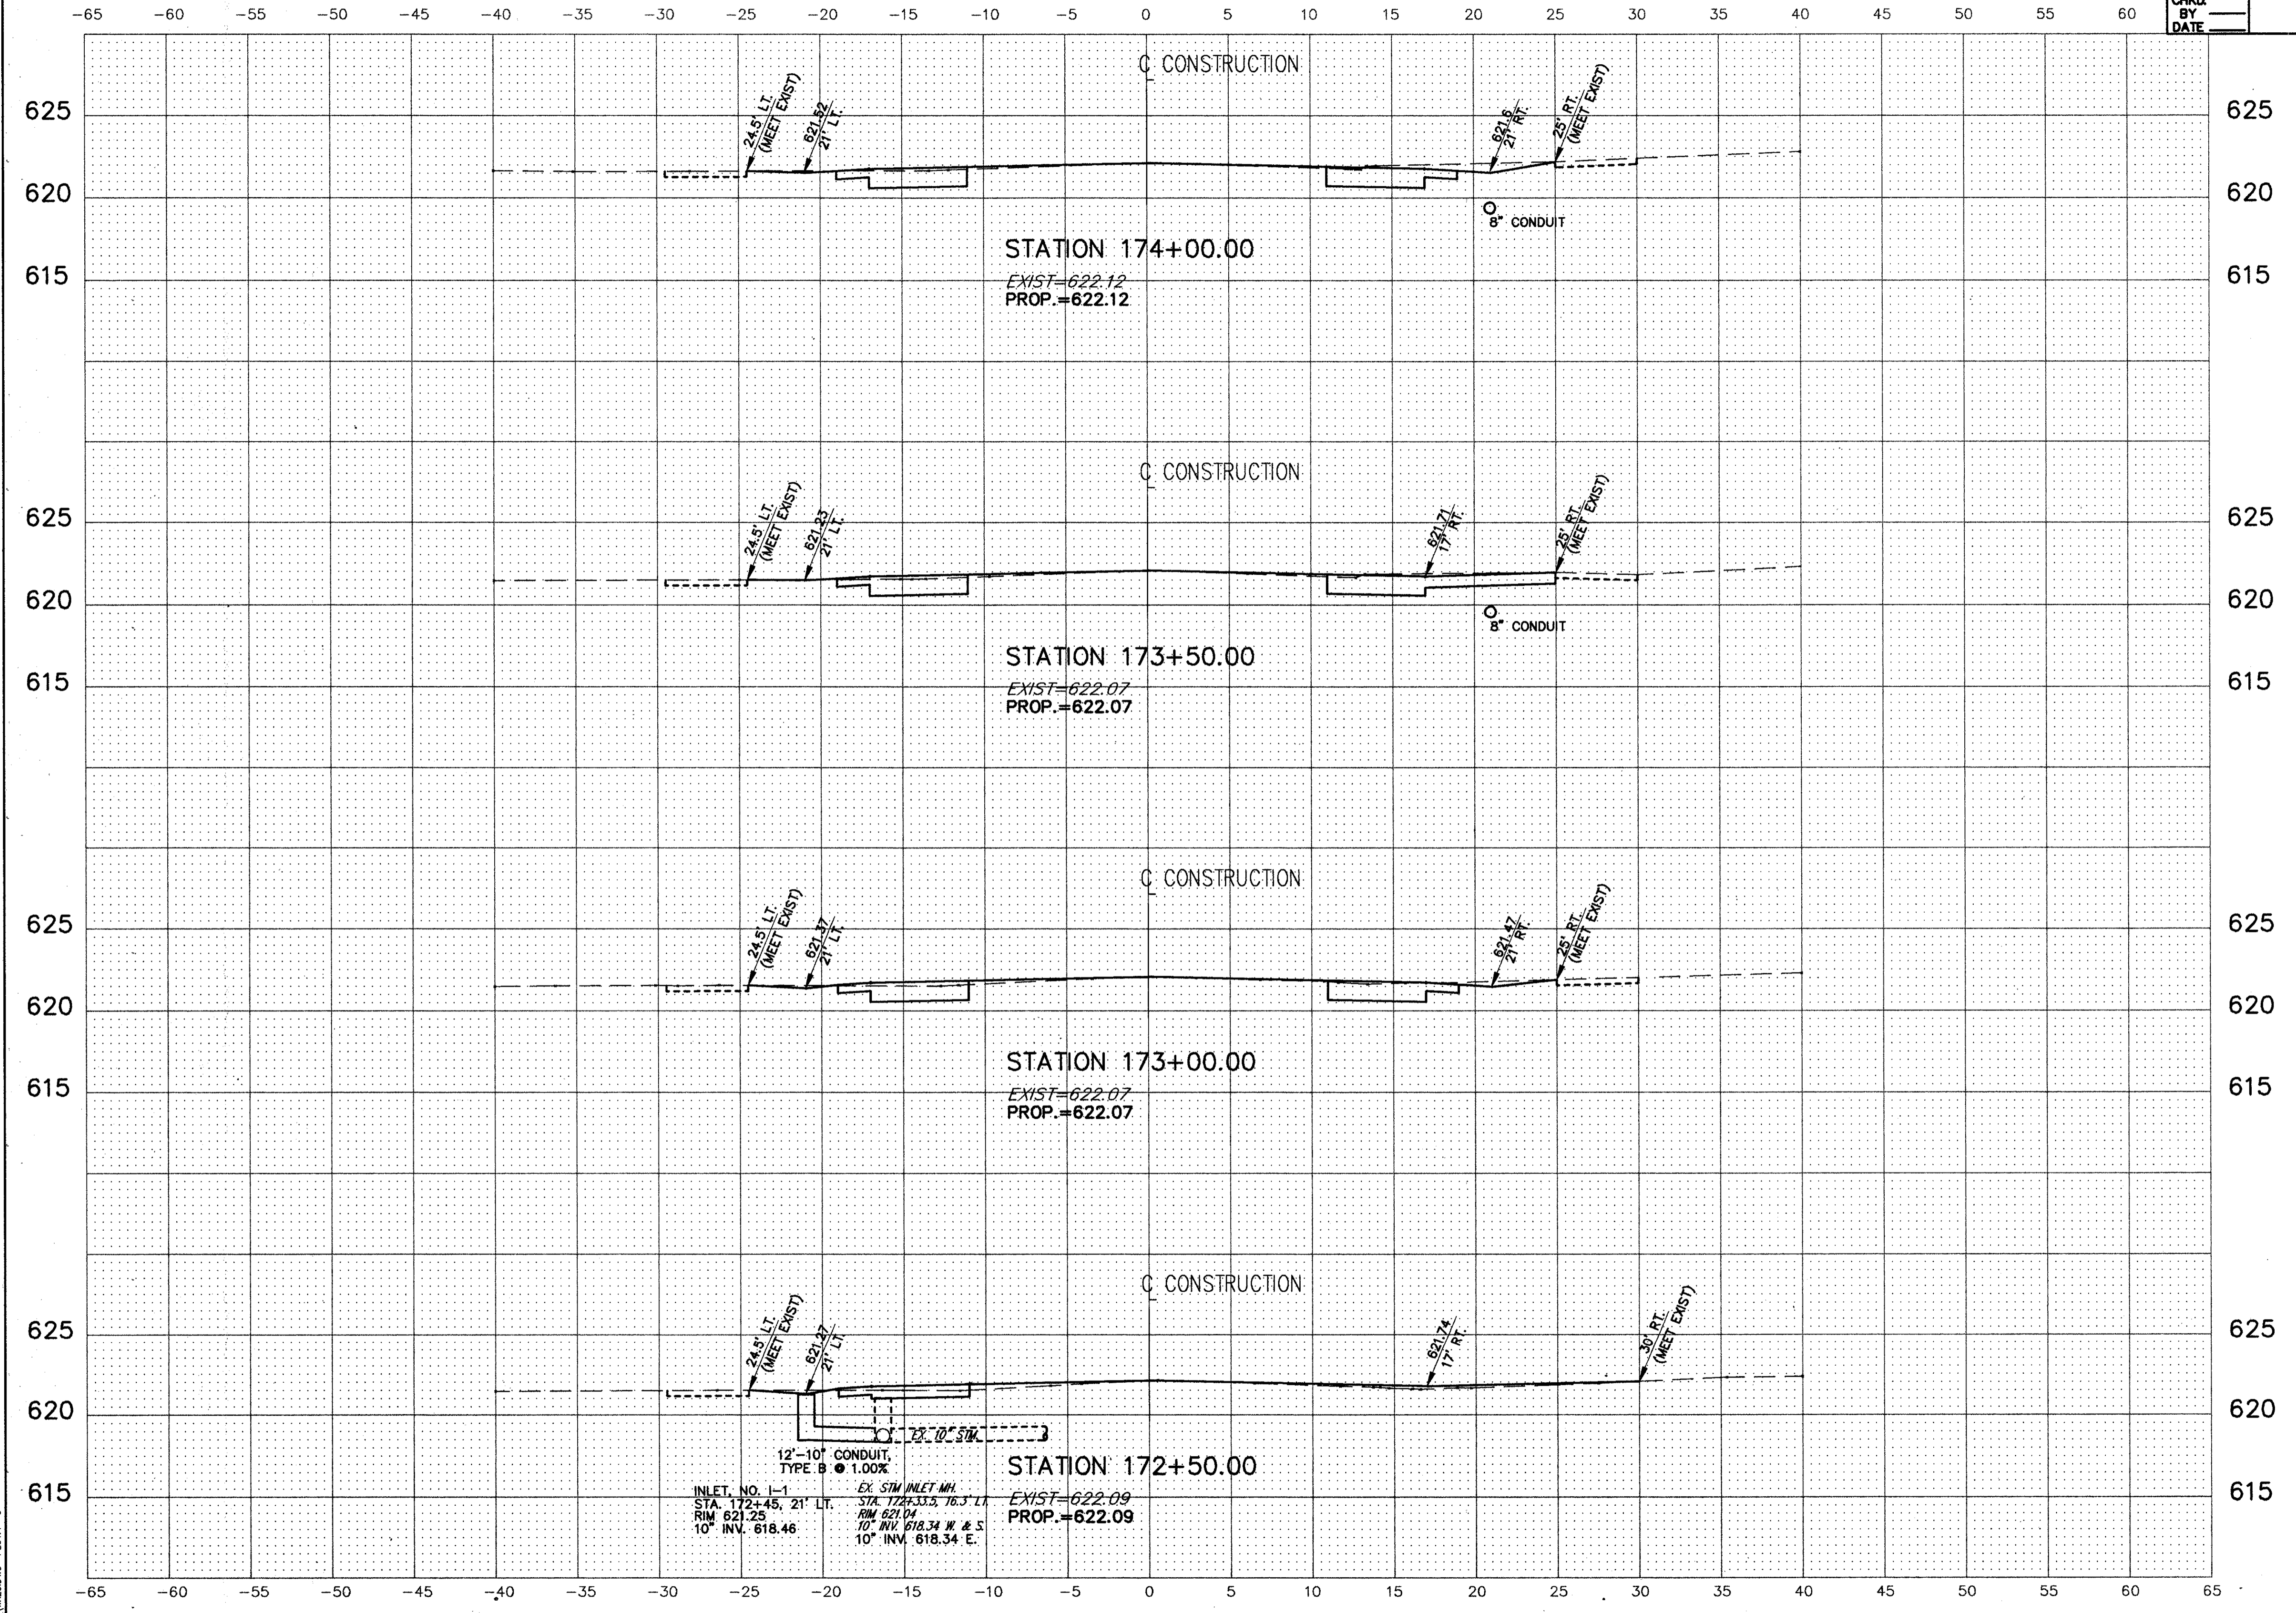 -65 -60 -55 -50 -45 -40 -35 -30 -25 -20 -15 -10 -5 0 5 10 15 20 25 30 35 40 45 50 55 60
BY
DATE
℄ CONSTRUCTION
24.5' LT.
(MEET EXIST)
621.52
21' LT.
621.6
21' RT.
25' RT.
(MEET EXIST)
625 625
620 620
8" CONDUIT
STATION 174+00.00
615 615
EXIST=622.12
PROP.=622.12
℄ CONSTRUCTION
24.5' LT.
(MEET EXIST)
621.23
21' LT.
621.71
17' RT.
25' RT.
(MEET EXIST)
625 625
620 620
8" CONDUIT
STATION 173+50.00
615 615
EXIST=622.07
PROP.=622.07
℄ CONSTRUCTION
24.5' LT.
(MEET EXIST)
621.37
21' LT.
621.47
21' RT.
25' RT.
(MEET EXIST)
625 625
620 620
STATION 173+00.00
615 615
EXIST=622.07
PROP.=622.07
℄ CONSTRUCTION
24.5' LT.
(MEET EXIST)
621.27
21' LT.
621.74
17' RT.
30' RT.
(MEET EXIST)
625 625
620 620
EX. 10" STM.
12'-10" CONDUIT,
TYPE B @ 1.00%
STATION 172+50.00
615 615
EXIST=622.09
PROP.=622.09
INLET, NO. I-1
STA. 172+45, 21' LT.
RIM 621.25
10" INV. 618.46
EX. STM INLET MH.
STA. 172+33.5, 16.3' LT.
RIM 621.04
10" INV. 618.34 W. & S.
10" INV. 618.34 E.
-65 -60 -55 -50 -45 -40 -35 -30 -25 -20 -15 -10 -5 0 5 10 15 20 25 30 35 40 45 50 55 60 65